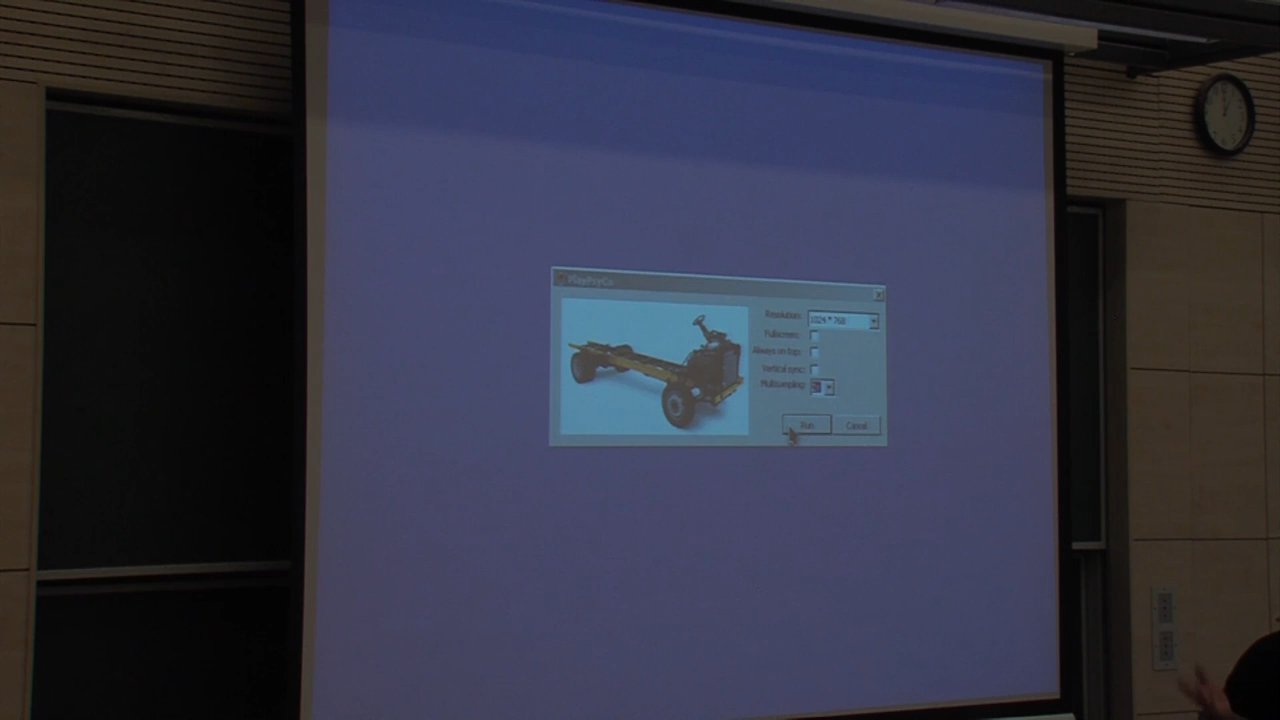 Resolution:
1024 * 768
Fullscreen:
Always on top:
Vertical sync:
Multisampling:
Run
Cancel